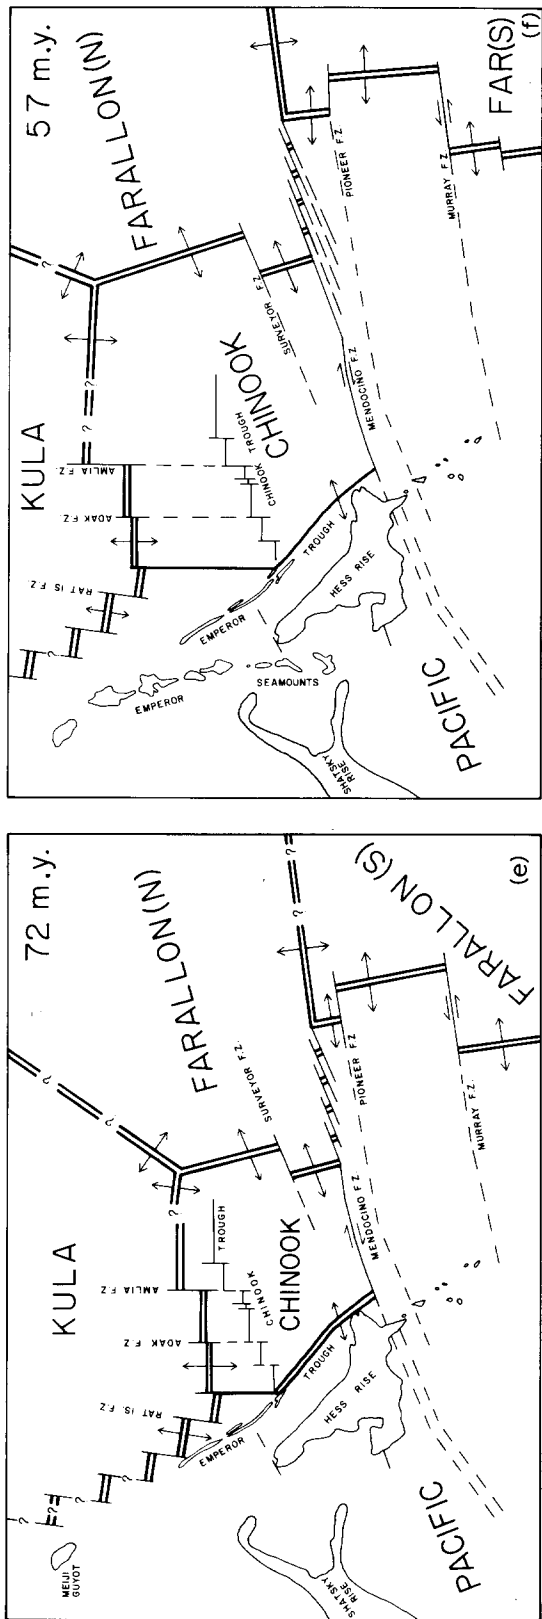 57 m.y.
KULA
FARALLON(N)
?
?
?
?
?
RAT IS. F.Z.
ADAK F.Z.
AMLIA F.Z.
CHINOOK
CHINOOK TROUGH
SURVEYOR F.Z.
EMPEROR
TROUGH
EMPEROR
SEAMOUNTS
HESS RISE
SHATSKY
RISE
MENDOCINO F.Z.
PIONEER F.Z.
MURRAY F.Z.
PACIFIC
FAR(S)
(f)
72 m.y.
KULA
FARALLON(N)
?
?
?
?
?
?
?
MEIJI
GUYOT
RAT IS. F.Z.
ADAK F.Z.
AMLIA F.Z.
TROUGH
CHINOOK
CHINOOK
SURVEYOR F.Z.
EMPEROR
TROUGH
HESS RISE
SHATSKY
RISE
MENDOCINO F.Z.
PIONEER F.Z.
MURRAY F.Z.
PACIFIC
FARALLON (S)
(e)